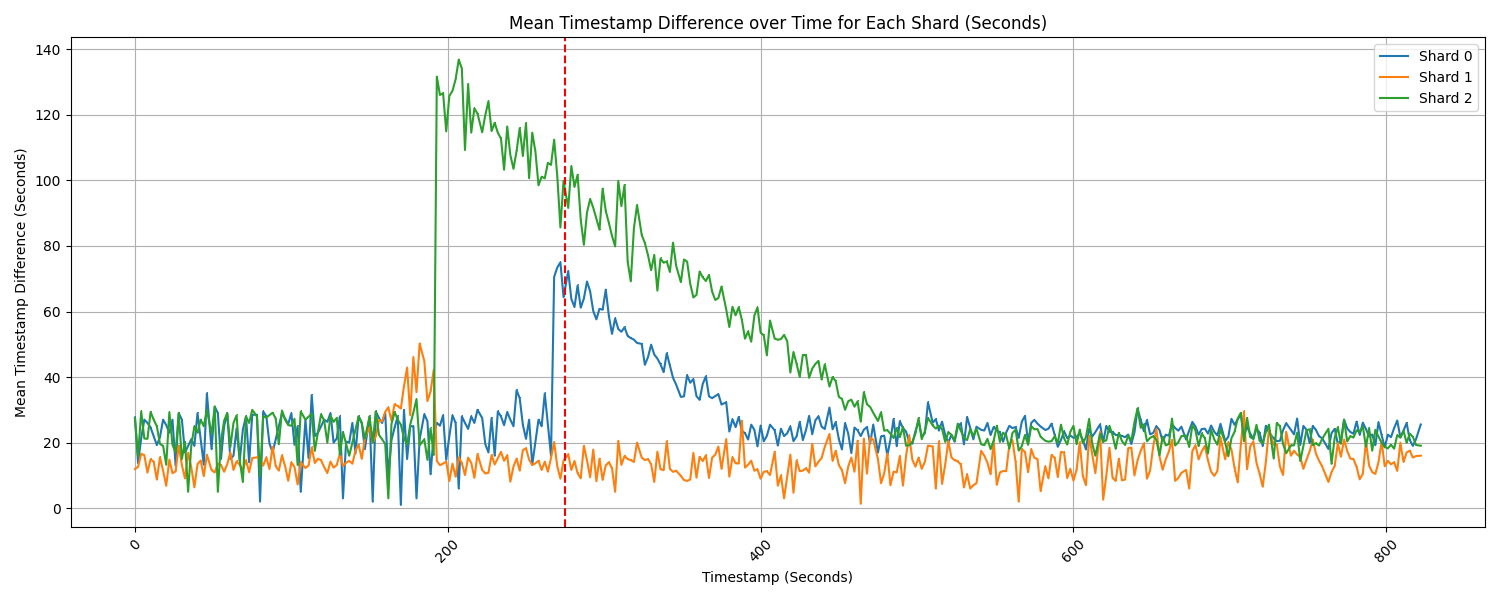 Mean Timestamp Difference over Time for Each Shard (Seconds)
Mean Timestamp Difference (Seconds)
140
120
100
80
60
40
20
0
Shard 0
Shard 1
Shard 2
0
200
400
600
800
Timestamp (Seconds)